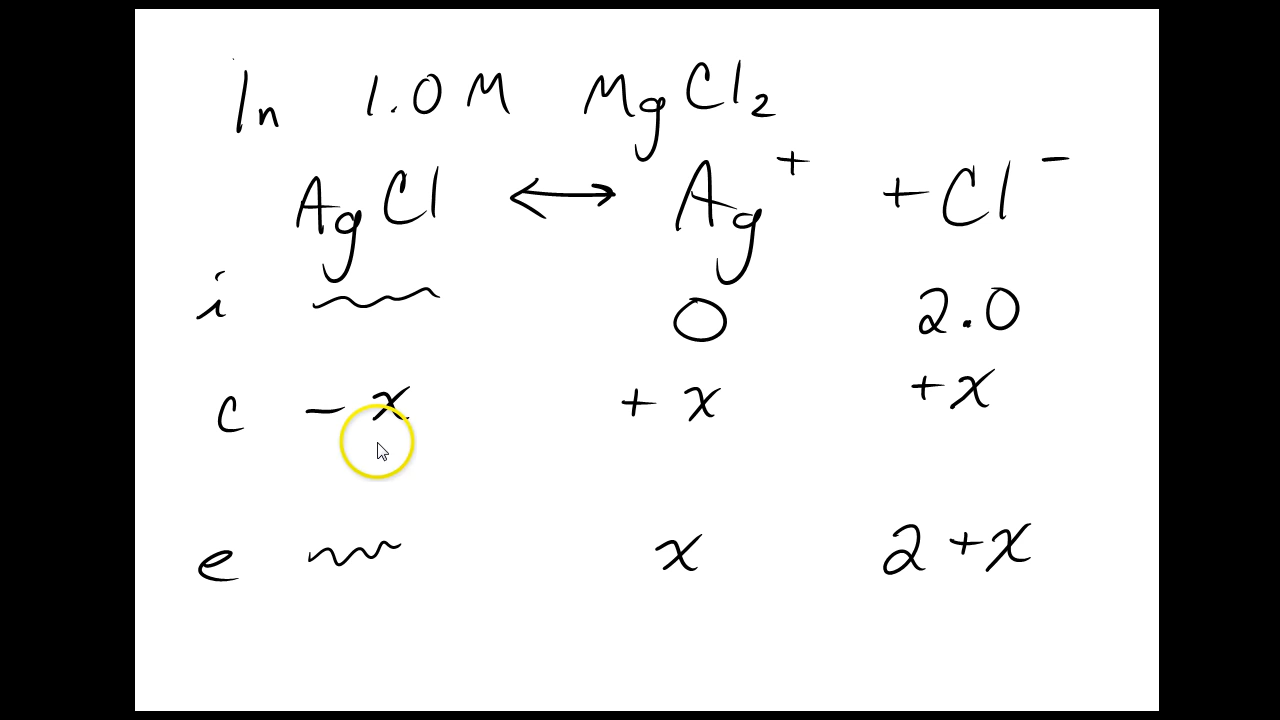 In 1.0 M MgCl₂
AgCl ⟷ Ag⁺ + Cl⁻
i 0 2.0
c - x + x + x
e x 2 + x